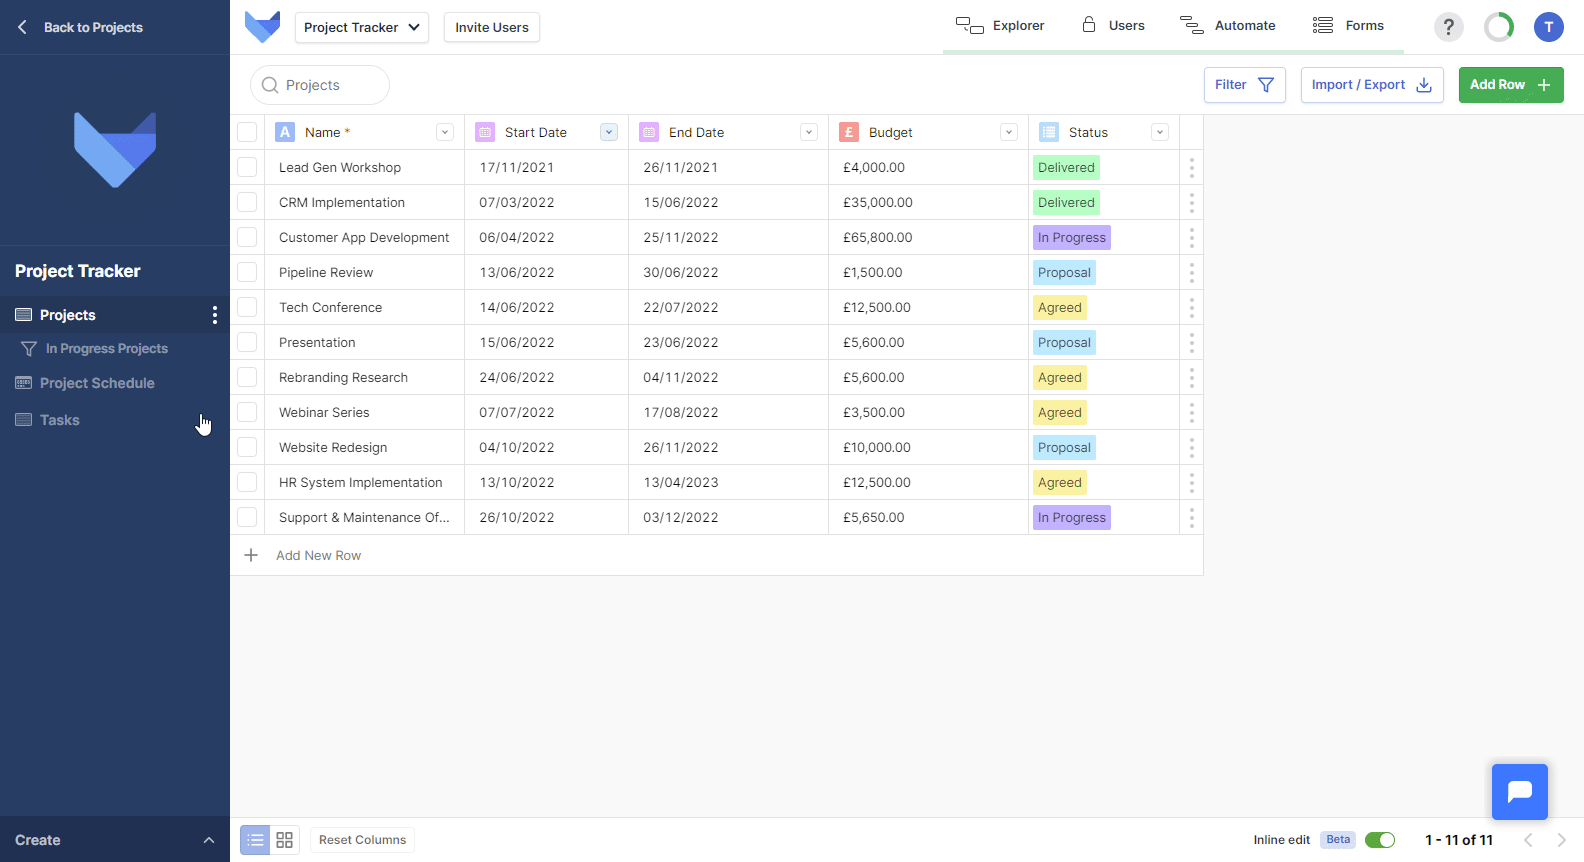 Back to Projects
Project Tracker
Invite Users
Explorer
Users
Automate
Forms
?
T
Projects
Filter
Import / Export
Add Row
A Name *
Start Date
End Date
£ Budget
Status
Lead Gen Workshop 17/11/2021 26/11/2021 £4,000.00 Delivered
CRM Implementation 07/03/2022 15/06/2022 £35,000.00 Delivered
Customer App Development 06/04/2022 25/11/2022 £65,800.00 In Progress
Pipeline Review 13/06/2022 30/06/2022 £1,500.00 Proposal
Tech Conference 14/06/2022 22/07/2022 £12,500.00 Agreed
Presentation 15/06/2022 23/06/2022 £5,600.00 Proposal
Rebranding Research 24/06/2022 04/11/2022 £5,600.00 Agreed
Webinar Series 07/07/2022 17/08/2022 £3,500.00 Agreed
Website Redesign 04/10/2022 26/11/2022 £10,000.00 Proposal
HR System Implementation 13/10/2022 13/04/2023 £12,500.00 Agreed
Support & Maintenance Of... 26/10/2022 03/12/2022 £5,650.00 In Progress
Add New Row
Project Tracker
Projects
In Progress Projects
Project Schedule
Tasks
Create
Reset Columns
Inline edit Beta
1 - 11 of 11